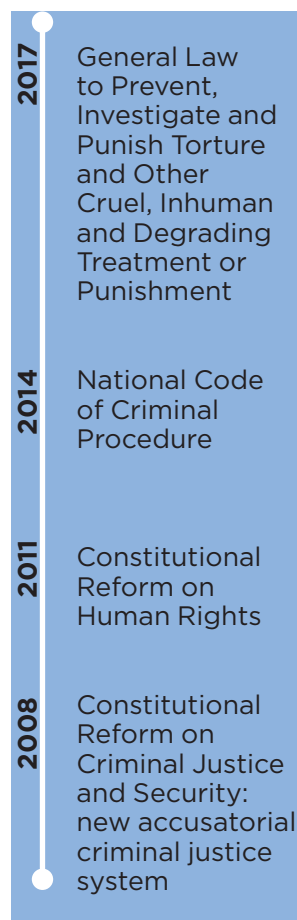 2017
General Law
to Prevent,
Investigate and
Punish Torture
and Other
Cruel, Inhuman
and Degrading
Treatment or
Punishment
2014
National Code
of Criminal
Procedure
2011
Constitutional
Reform on
Human Rights
2008
Constitutional
Reform on
Criminal Justice
and Security:
new accusatorial
criminal justice
system